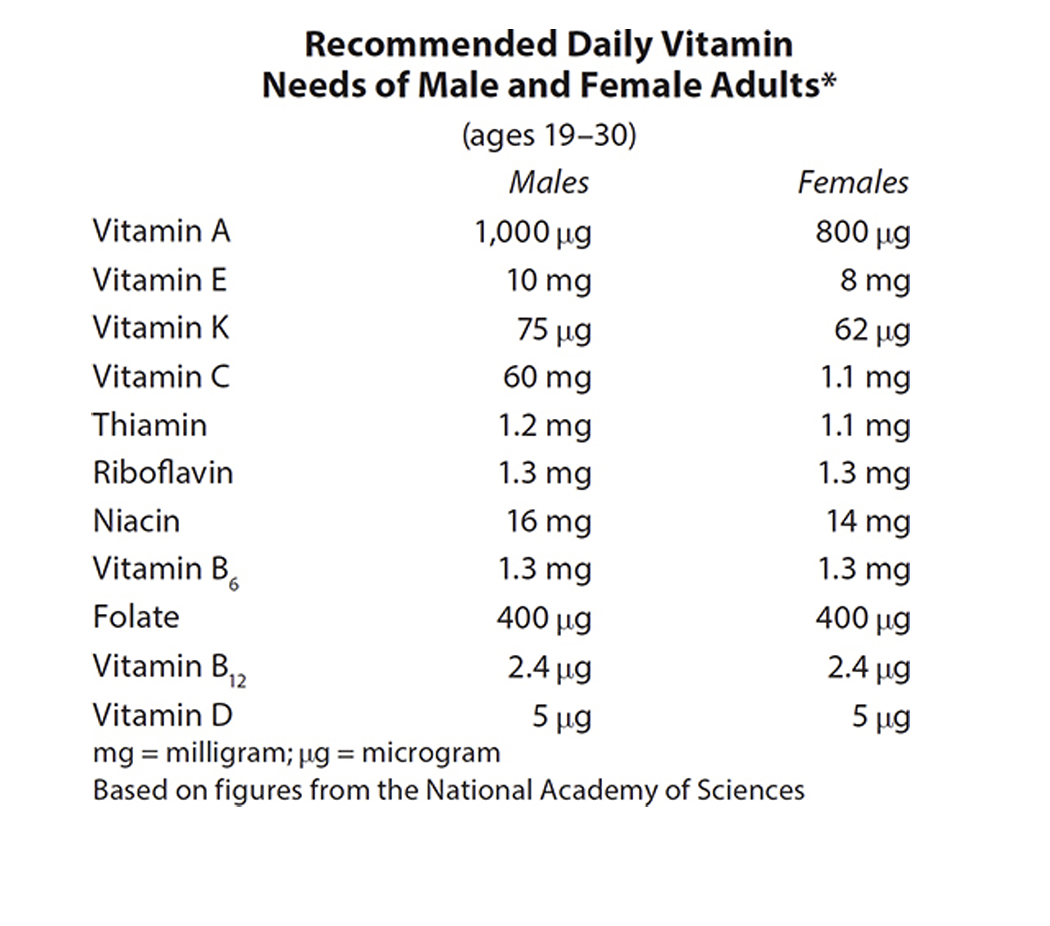 Recommended Daily Vitamin
Needs of Male and Female Adults*
(ages 19–30)
Males Females
Vitamin A 1,000 µg 800 µg
Vitamin E 10 mg 8 mg
Vitamin K 75 µg 62 µg
Vitamin C 60 mg 1.1 mg
Thiamin 1.2 mg 1.1 mg
Riboflavin 1.3 mg 1.3 mg
Niacin 16 mg 14 mg
Vitamin B₆ 1.3 mg 1.3 mg
Folate 400 µg 400 µg
Vitamin B₁₂ 2.4 µg 2.4 µg
Vitamin D 5 µg 5 µg
mg = milligram; µg = microgram
Based on figures from the National Academy of Sciences